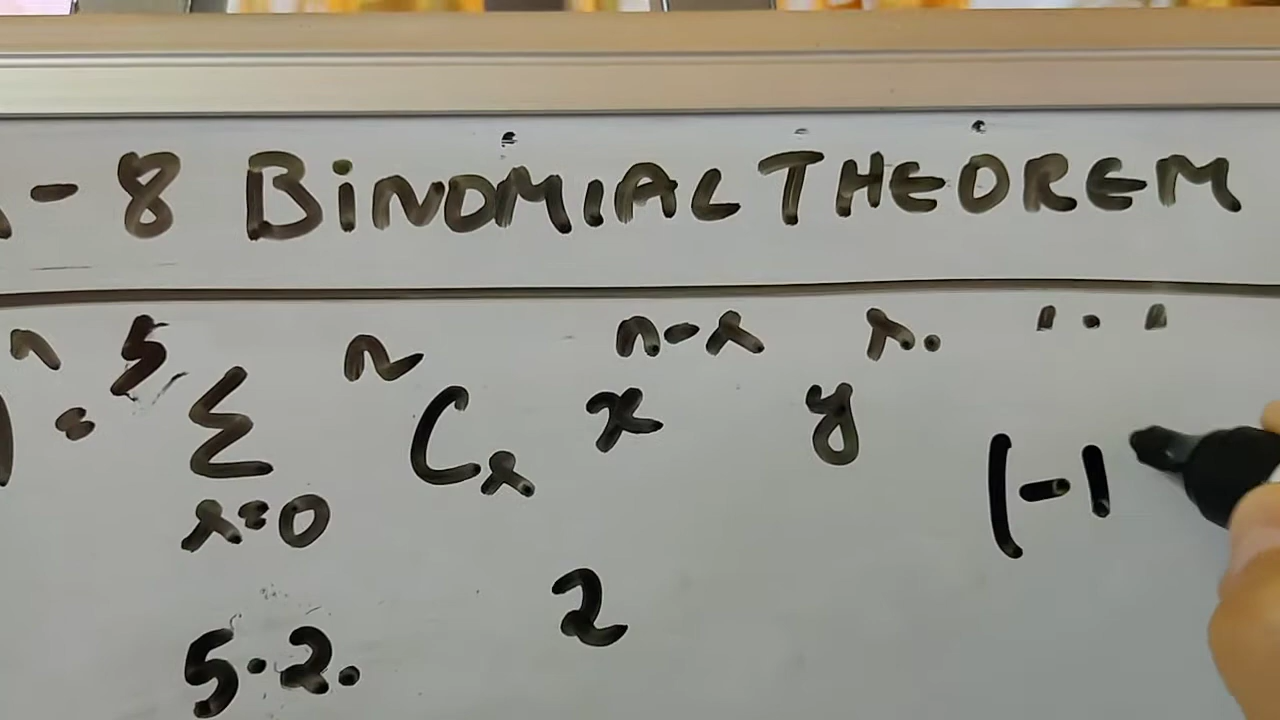 - 8 BiNOMIAL THEOREM
n 5 n n-r r. ...
) = Σ C r x y (-1
r=0
5.2. 2